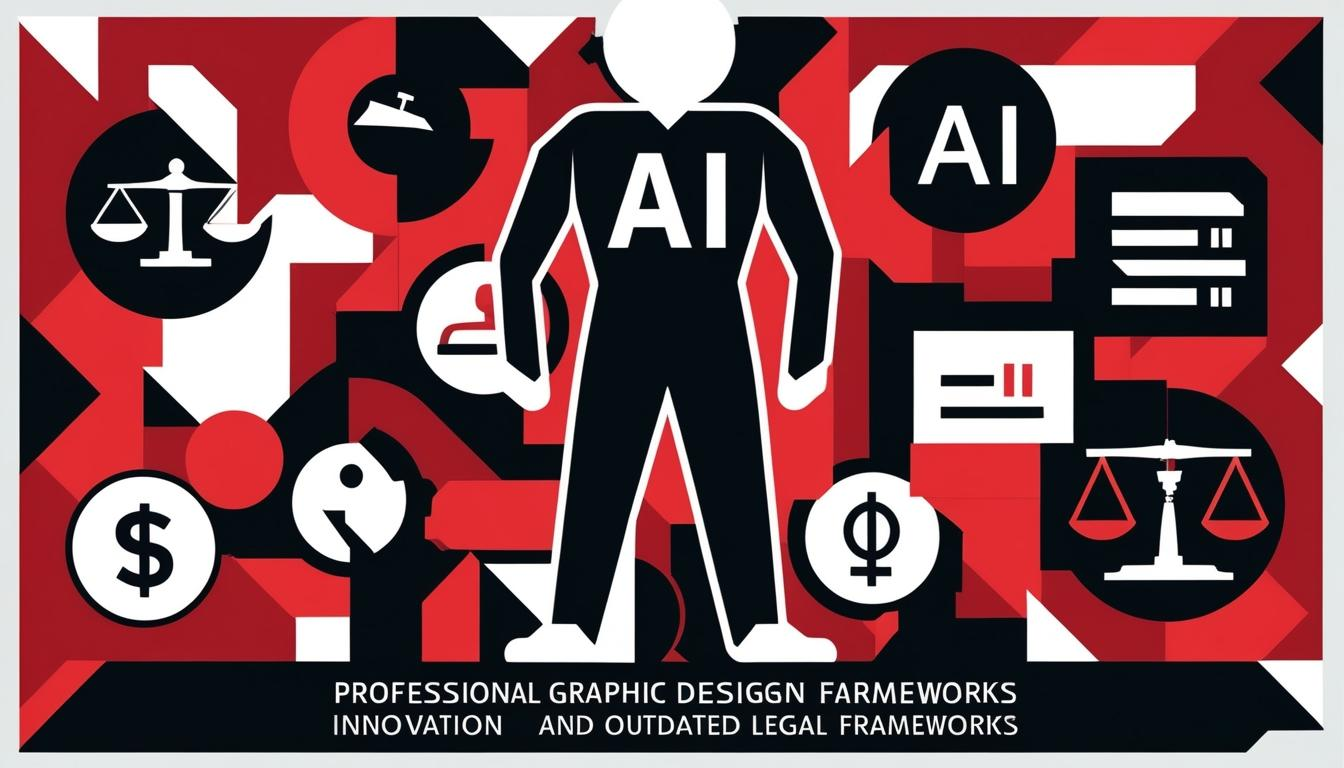 AI
AI
$
PROFESSIONAL GRAPHIC DESIGGN FARMEWORKS
INNOVATION AND OUTDATED LEGAL FRAMEWORKS